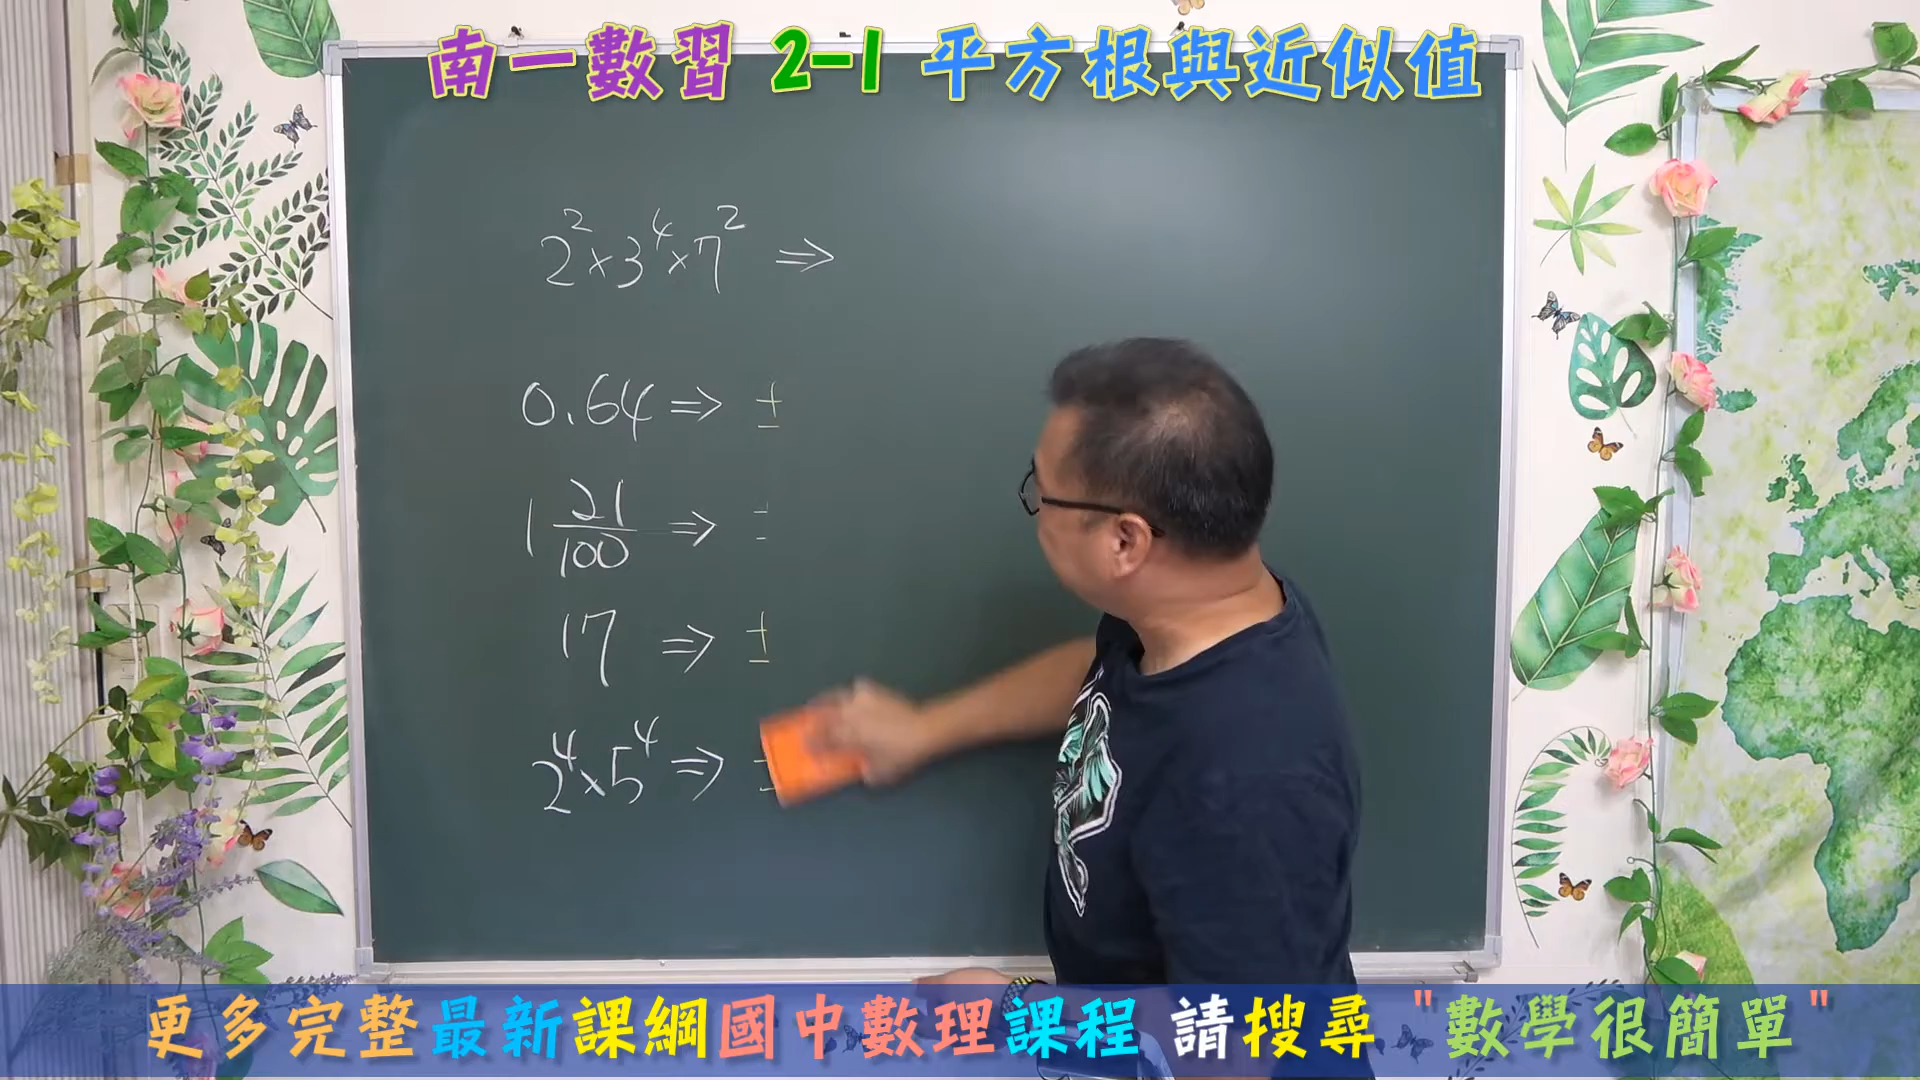 南一數習 2-1 平方根與近似值
2²×3⁴×7² ⇒
0.64 ⇒ ±
1 21/100 ⇒
17 ⇒ ±
2⁴×5⁴ ⇒
更多完整最新課綱國中數理課程 請搜尋 "數學很簡單"